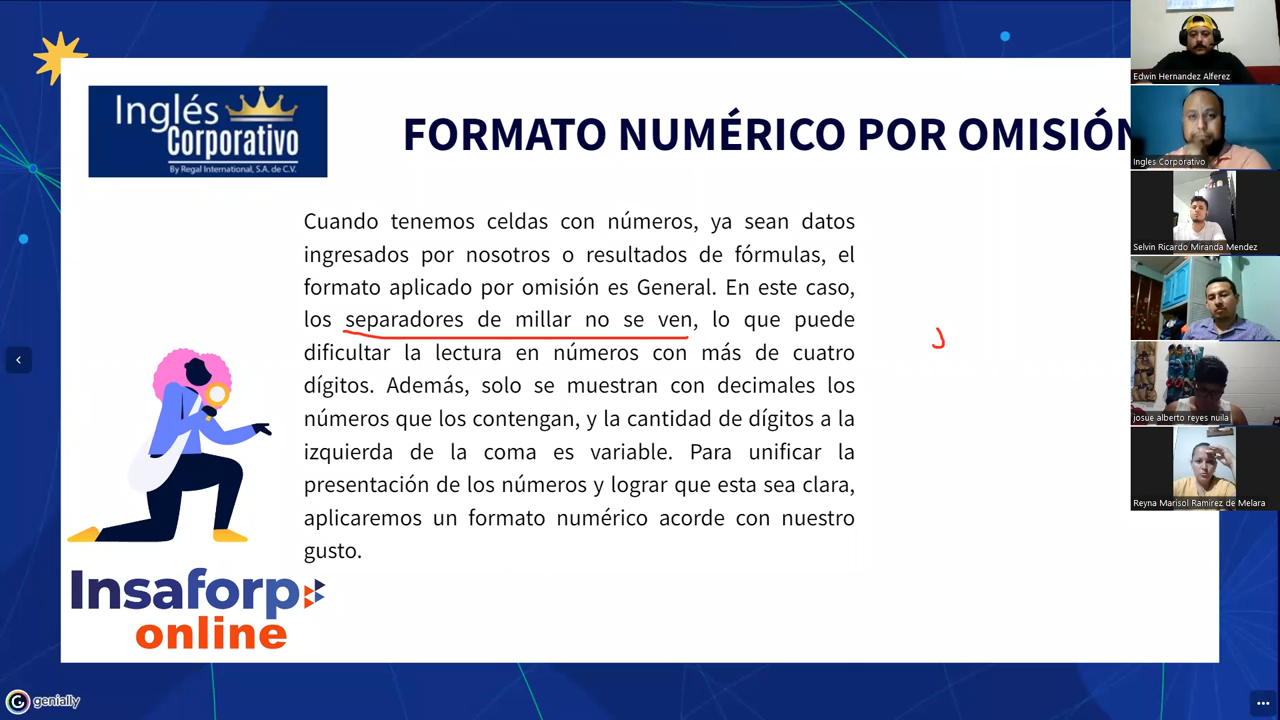 Inglés
Corporativo
By Regal International, S.A. de C.V.
FORMATO NUMÉRICO POR OMISIÓN
Cuando tenemos celdas con números, ya sean datos
ingresados por nosotros o resultados de fórmulas, el
formato aplicado por omisión es General. En este caso,
los separadores de millar no se ven, lo que puede
dificultar la lectura en números con más de cuatro
dígitos. Además, solo se muestran con decimales los
números que los contengan, y la cantidad de dígitos a la
izquierda de la coma es variable. Para unificar la
presentación de los números y lograr que esta sea clara,
aplicaremos un formato numérico acorde con nuestro
gusto.
Insaforp
online
genially
Edwin Hernandez Alferez
Ingles Corporativo
Selvin Ricardo Miranda Mendez
josue alberto reyes nuila
Reyna Marisol Ramirez de Melara